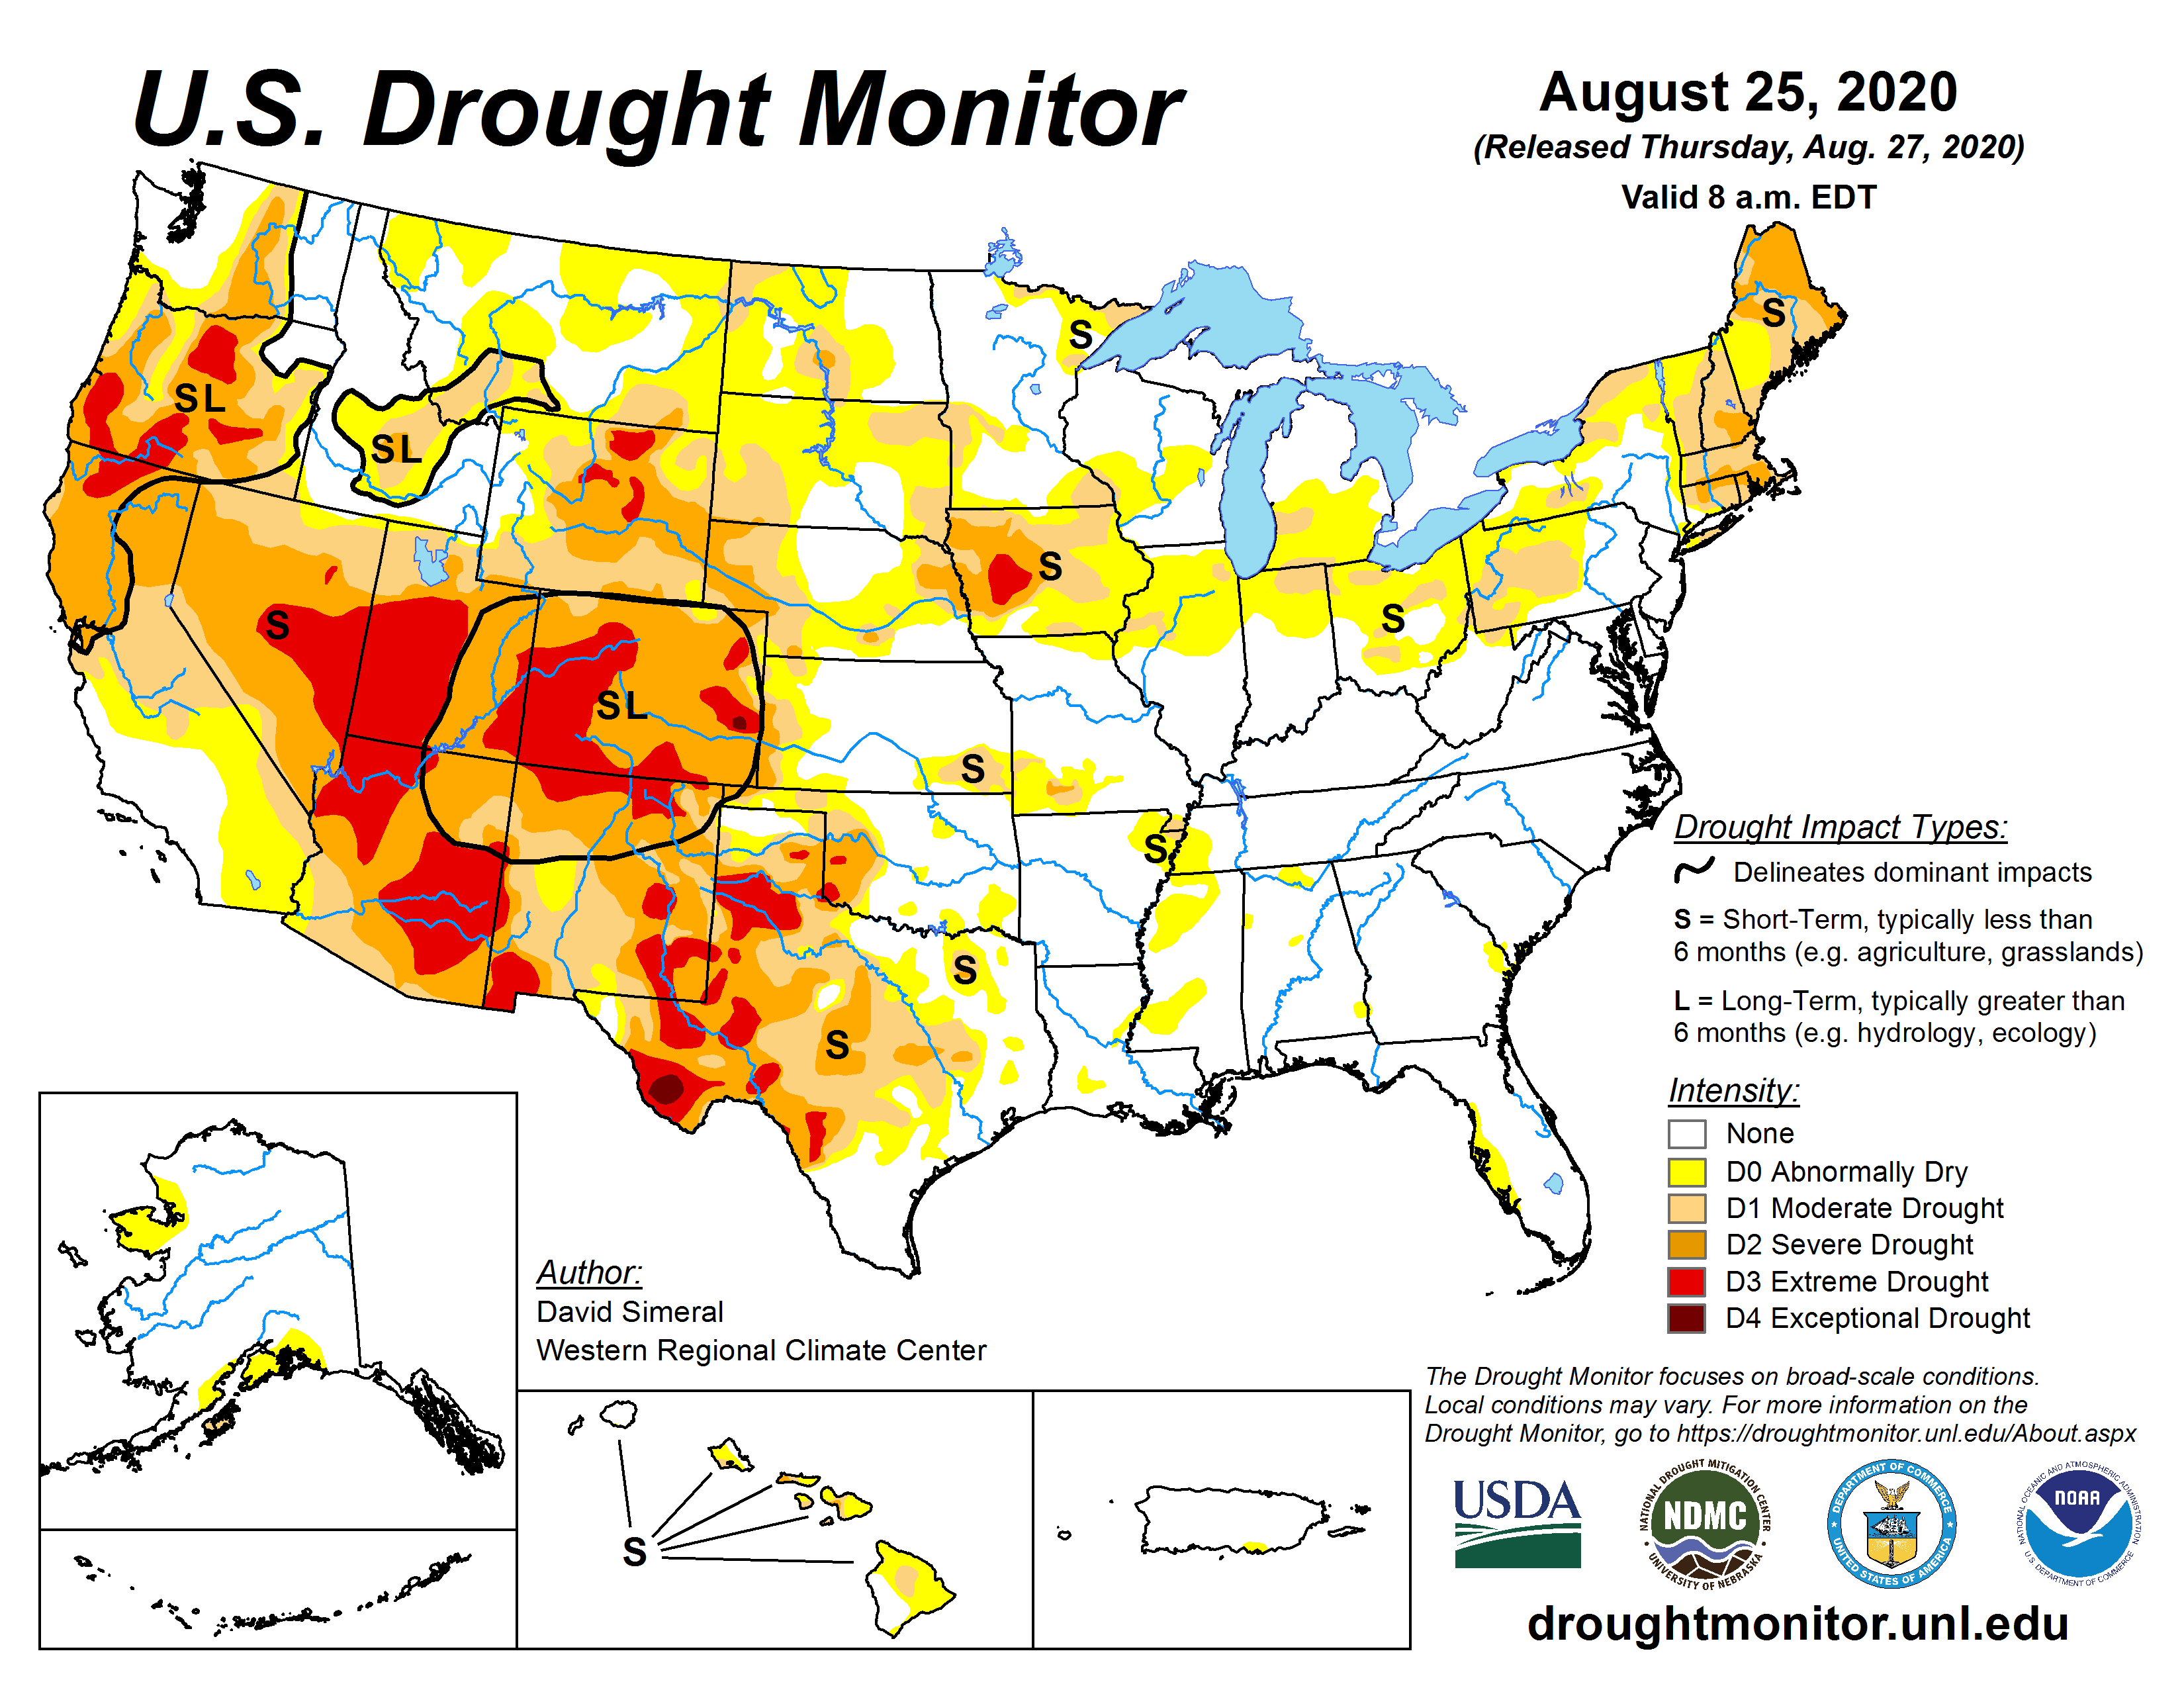 U.S. Drought Monitor
August 25, 2020
(Released Thursday, Aug. 27, 2020)
Valid 8 a.m. EDT
S
S
SL
SL
S
S
S
SL
S
S
S
S
S
Drought Impact Types:
Delineates dominant impacts
S = Short-Term, typically less than
6 months (e.g. agriculture, grasslands)
L = Long-Term, typically greater than
6 months (e.g. hydrology, ecology)
Intensity:
None
D0 Abnormally Dry
D1 Moderate Drought
D2 Severe Drought
D3 Extreme Drought
D4 Exceptional Drought
Author:
David Simeral
Western Regional Climate Center
S
The Drought Monitor focuses on broad-scale conditions.
Local conditions may vary. For more information on the
Drought Monitor, go to https://droughtmonitor.unl.edu/About.aspx
USDA
NATIONAL DROUGHT MITIGATION CENTER
NDMC
UNIVERSITY OF NEBRASKA
DEPARTMENT OF COMMERCE
UNITED STATES OF AMERICA
NATIONAL OCEANIC AND ATMOSPHERIC ADMINISTRATION
NOAA
U.S. DEPARTMENT OF COMMERCE
droughtmonitor.unl.edu